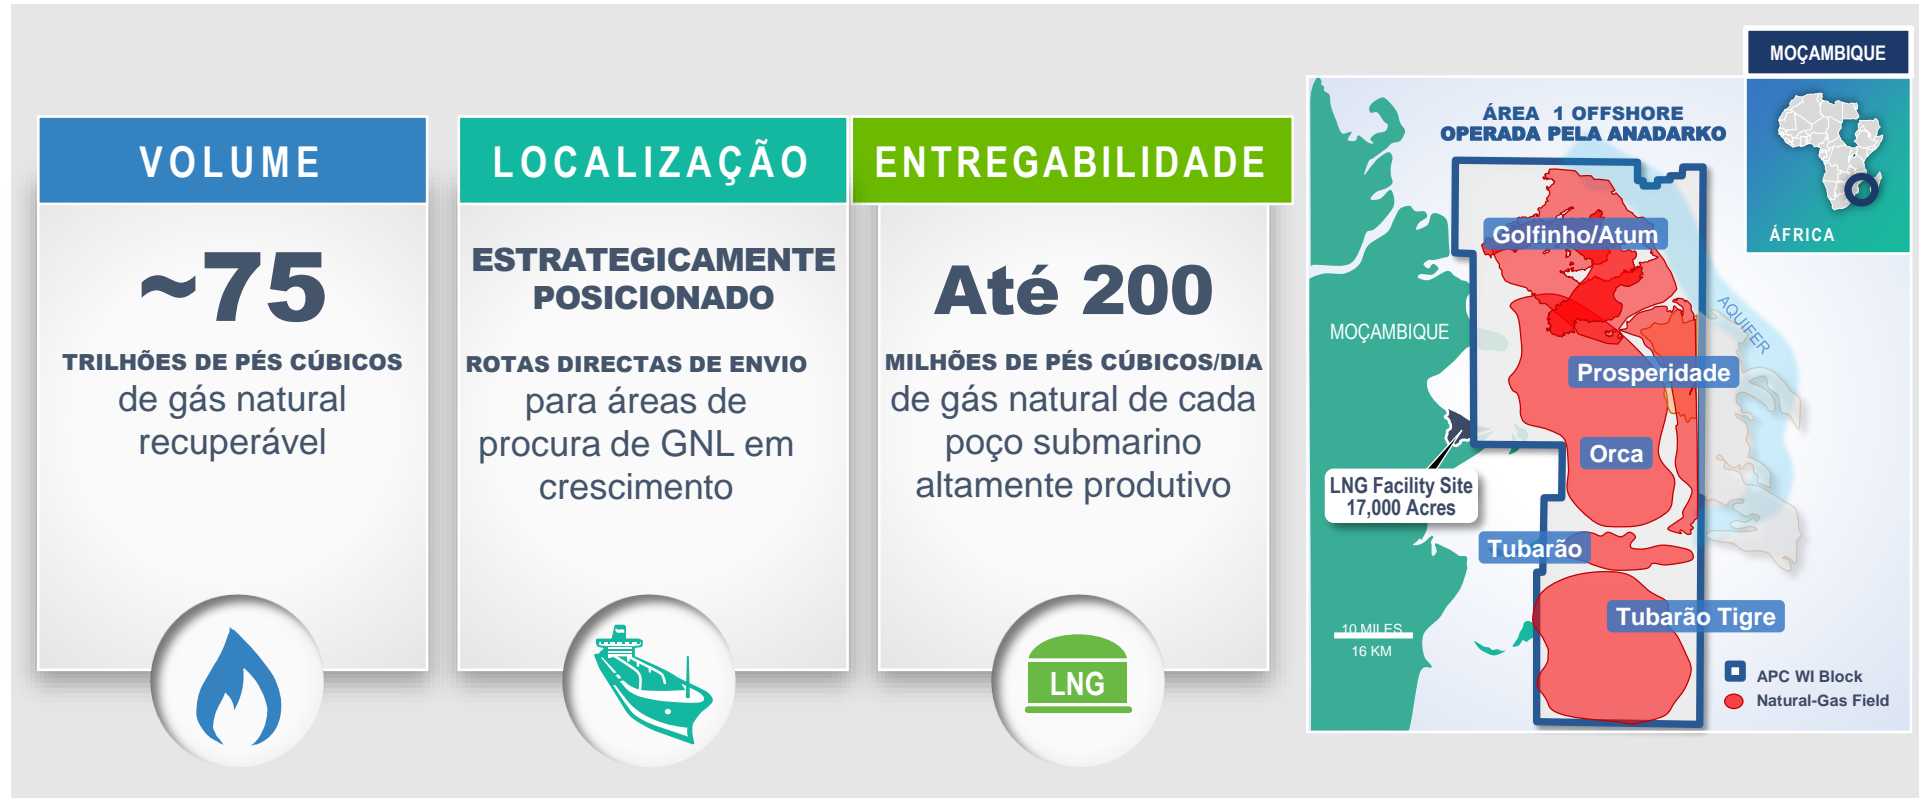 VOLUME
~75
TRILHÕES DE PÉS CÚBICOS
de gás natural
recuperável
LOCALIZAÇÃO
ESTRATEGICAMENTE
POSICIONADO
ROTAS DIRECTAS DE ENVIO
para áreas de
procura de GNL em
crescimento
ENTREGABILIDADE
Até 200
MILHÕES DE PÉS CÚBICOS/DIA
de gás natural de cada
poço submarino
altamente produtivo
LNG
MOÇAMBIQUE
ÁFRICA
ÁREA 1 OFFSHORE
OPERADA PELA ANADARKO
Golfinho/Atum
AQUIFER
MOÇAMBIQUE
Prosperidade
Orca
LNG Facility Site
17,000 Acres
Tubarão
Tubarão Tigre
10 MILES
16 KM
APC WI Block
Natural-Gas Field